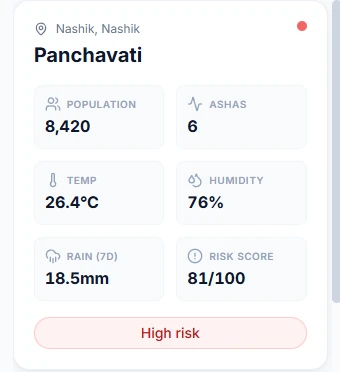 Nashik, Nashik
Panchavati
POPULATION
8,420
ASHAS
6
TEMP
26.4°C
HUMIDITY
76%
RAIN (7D)
18.5mm
RISK SCORE
81/100
High risk